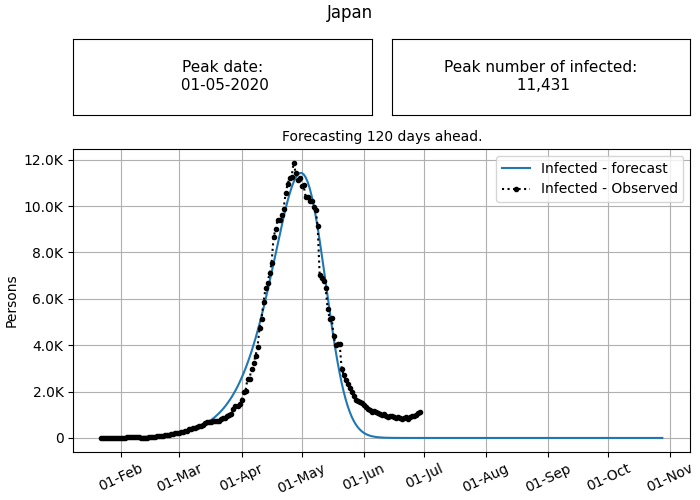 Japan
Peak date:
01-05-2020
Peak number of infected:
11,431
Forecasting 120 days ahead.
Infected - forecast
Infected - Observed
Persons
12.0K
10.0K
8.0K
6.0K
4.0K
2.0K
0
01-Feb
01-Mar
01-Apr
01-May
01-Jun
01-Jul
01-Aug
01-Sep
01-Oct
01-Nov